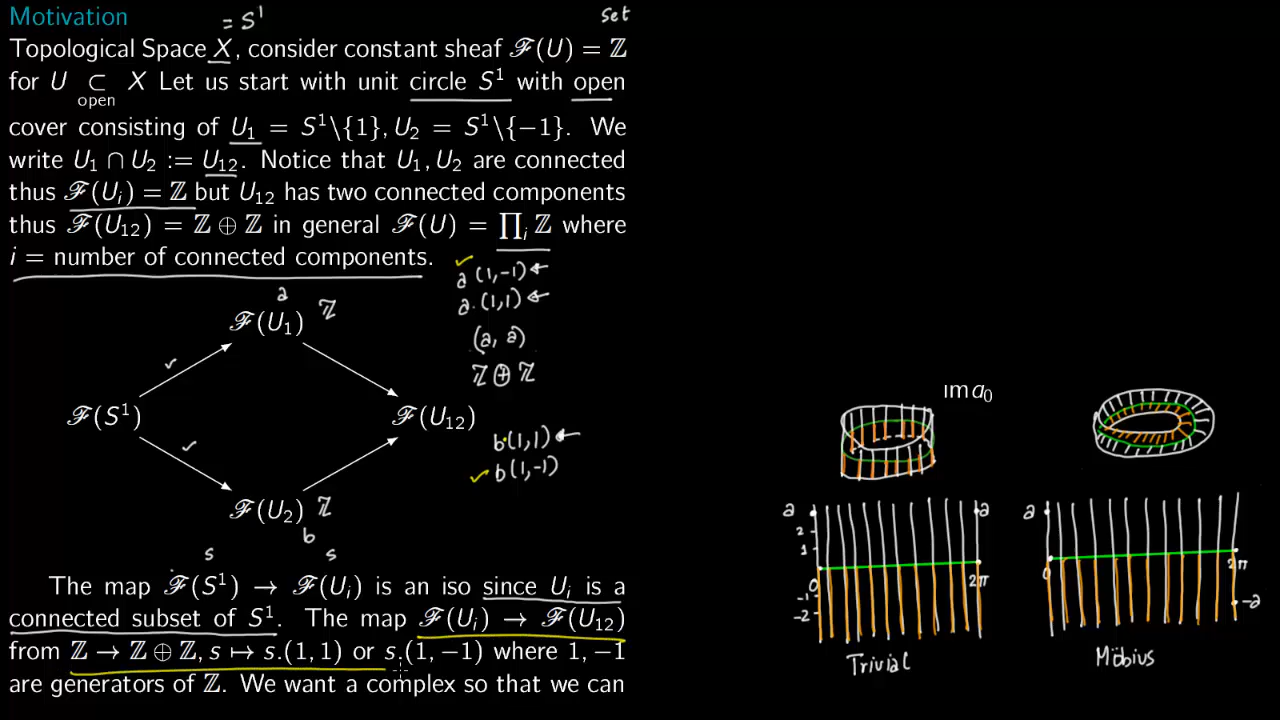 Motivation
= S¹ set
Topological Space X, consider constant sheaf ℱ(U) = ℤ
for U ⊂ X Let us start with unit circle S¹ with open
open
cover consisting of U₁ = S¹\{1}, U₂ = S¹\{−1}. We
write U₁ ∩ U₂ := U₁₂. Notice that U₁, U₂ are connected
thus ℱ(Uᵢ) = ℤ but U₁₂ has two connected components
thus ℱ(U₁₂) = ℤ ⊕ ℤ in general ℱ(U) = ∏ᵢ ℤ where
i = number of connected components.
a (1,-1) ←
a.(1,1) ←
(a, a)
ℤ ⊕ ℤ
a
ℱ(U₁) ℤ
ℱ(S¹) ℱ(U₁₂)
b(1,1) ←
b(1,-1)
ℱ(U₂) ℤ
b
s s
The map ℱ(S¹) → ℱ(Uᵢ) is an iso since Uᵢ is a
connected subset of S¹. The map ℱ(Uᵢ) → ℱ(U₁₂)
from ℤ → ℤ ⊕ ℤ, s ↦ s.(1, 1) or s.(1, −1) where 1, −1
are generators of ℤ. We want a complex so that we can
im a₀
a a
2
1
0 2π
-1
-2
Trivial
a
0 2π
-a
Möbius